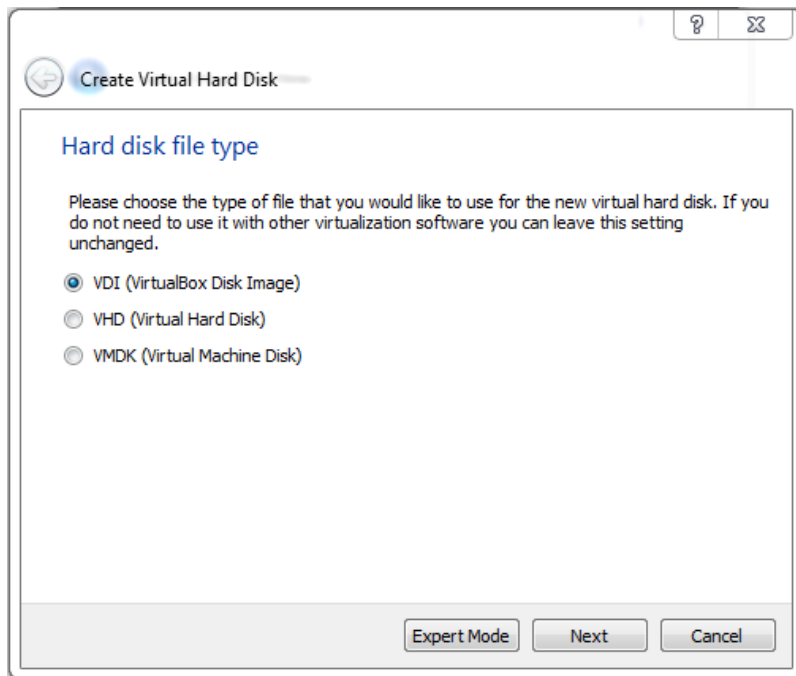 Create Virtual Hard Disk
Hard disk file type
Please choose the type of file that you would like to use for the new virtual hard disk. If you
do not need to use it with other virtualization software you can leave this setting
unchanged.
VDI (VirtualBox Disk Image)
VHD (Virtual Hard Disk)
VMDK (Virtual Machine Disk)
Expert Mode Next Cancel